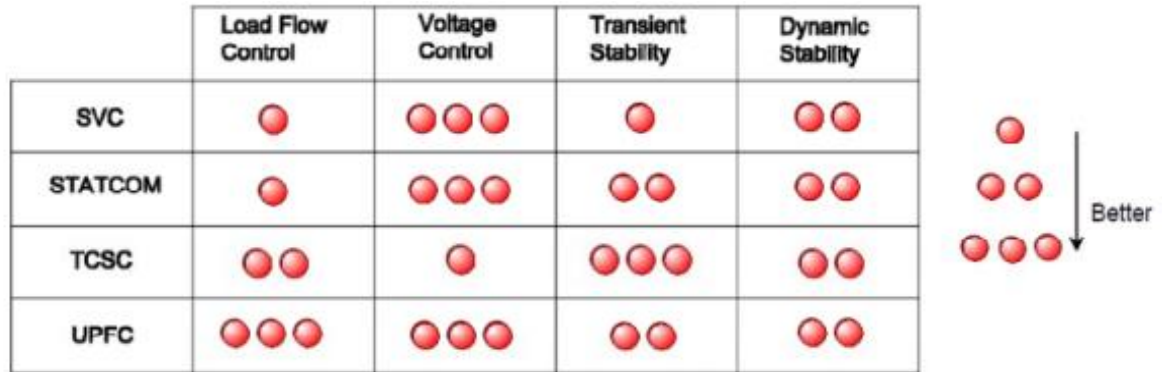 Load Flow
Control
Voltage
Control
Transient
Stability
Dynamic
Stability
SVC
STATCOM
TCSC
UPFC
Better